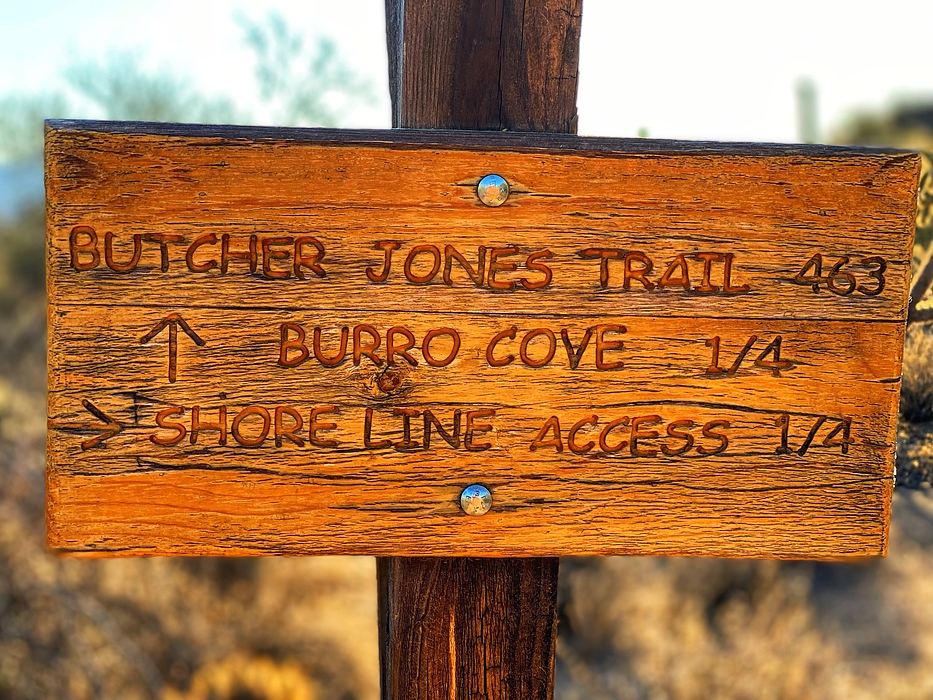 BUTCHER JONES TRAIL 463
↑ BURRO COVE 1/4
> SHORE LINE ACCESS 1/4